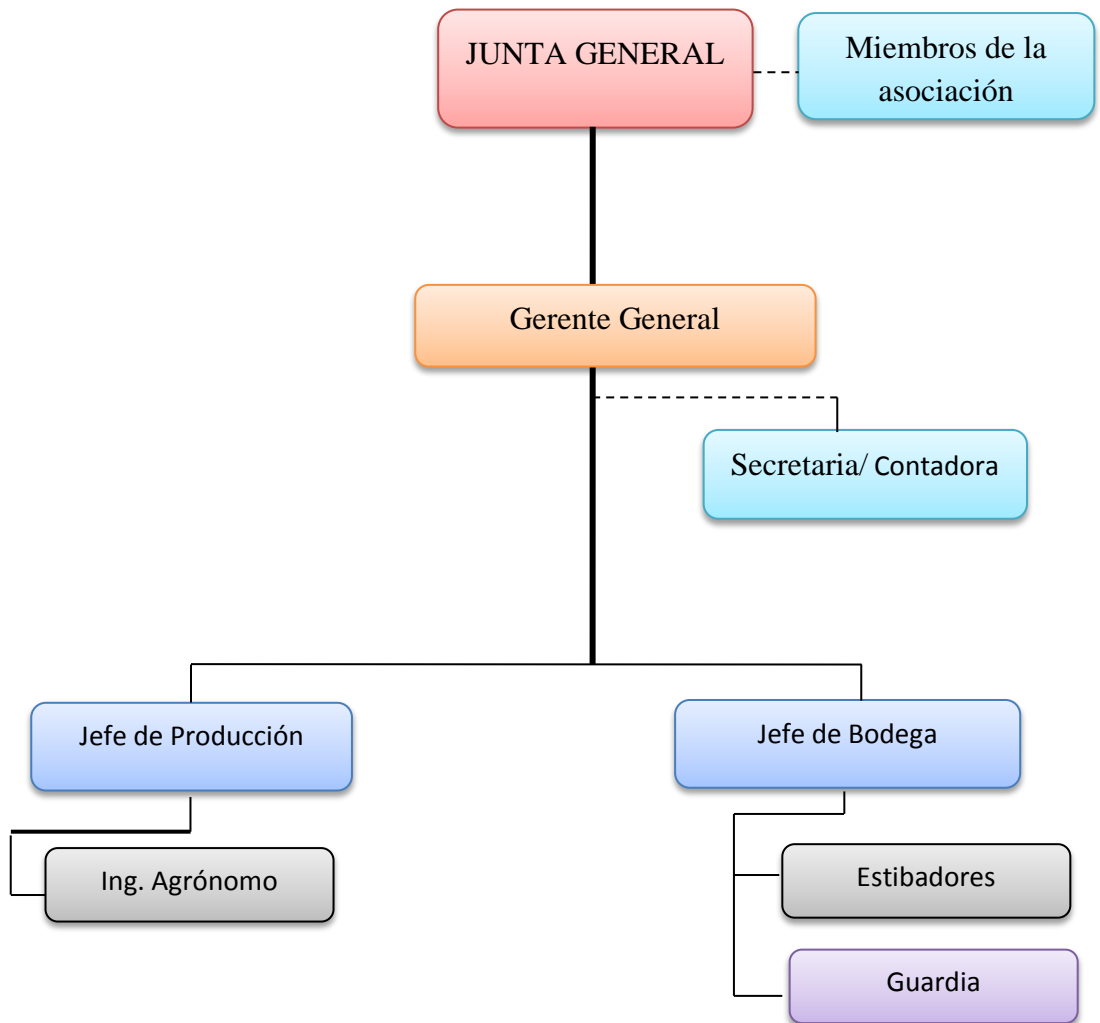 JUNTA GENERAL
Miembros de la
asociación
Gerente General
Secretaria/ Contadora
Jefe de Producción
Jefe de Bodega
Ing. Agrónomo
Estibadores
Guardia